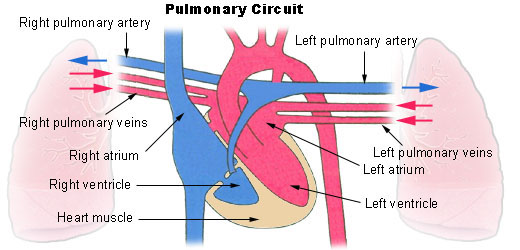 Pulmonary Circuit
Right pulmonary artery
Left pulmonary artery
Right pulmonary veins
Right atrium
Left pulmonary veins
Left atrium
Right ventricle
Left ventricle
Heart muscle